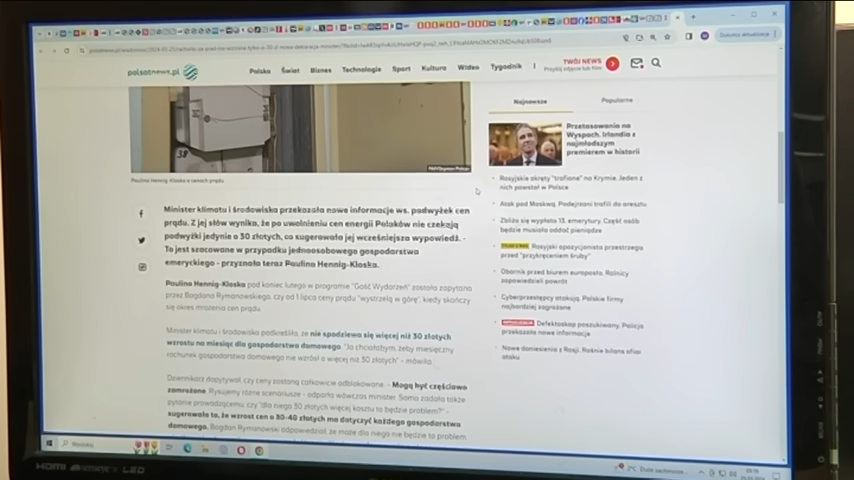 polsatnews.pl
Polska Świat Biznes Technologie Sport Kultura Wideo Tygodnik
TWÓJ NEWS
Przyślij zdjęcie lub film
38
Paulina Hennig-Kloska o cenach prądu
Minister klimatu i środowiska przekazała nowe informacje ws. podwyżek cen
prądu. Z jej słów wynika, że po uwolnieniu cen energii Polaków nie czekają
podwyżki jedynie o 30 złotych, co sugerowała jej wcześniejsza wypowiedź. -
To jest szacowane w przypadku jednoosobowego gospodarstwa
emeryckiego - przyznała teraz Paulina Hennig-Kloska.
Paulina Hennig-Kloska pod koniec lutego w programie "Gość Wydarzeń" została zapytana
przez Bogdana Rymanowskiego, czy od 1 lipca ceny prądu "wystrzelą w górę", kiedy skończy
się okres mrożenia cen prądu.
Minister klimatu i środowiska podkreśliła, że nie spodziewa się więcej niż 30 złotych
wzrostu na miesiąc dla gospodarstwa domowego. "Ja chciałabym, żeby miesięczny
rachunek gospodarstwa domowego nie wzrósł o więcej niż 30 złotych" - mówiła.
Dziennikarz dopytywał, czy ceny zostaną całkowicie odblokowane. - Mogą być częściowo
zamrożone. Rysujemy różne scenariusze - odparła wówczas minister. Sama zadała także
pytanie prowadzącemu, czy "dla niego 30 złotych więcej kosztu to będzie problem?" -
sugerowała to, że wzrost cen o 30-40 złotych ma dotyczyć każdego gospodarstwa
domowego. Bogdan Rymanowski odpowiedział, że może dla niego nie będzie to problem,
Najnowsze Popularne
Przetasowania na
Wyspach. Irlandia z
najmłodszym
premierem w historii
Rosyjskie okręty "trafione" na Krymie. Jeden z
nich powstał w Polsce
Atak pod Moskwą. Podejrzani trafili do aresztu
Zbliża się wypłata 13. emerytury. Część osób
będzie musiała oddać pieniądze
Rosyjski opozycjonista przestrzega
przed "przykręceniem śruby"
Obornik przed biurem europosła. Rolnicy
zapowiedzieli powrót
Cyberprzestępcy atakują. Polskie firmy
najbardziej zagrożone
Defektoskop poszukiwany. Policja
przekazała nowe informacje
Nowe doniesienia z Rosji. Rośnie bilans ofiar
ataku
HDMI LED